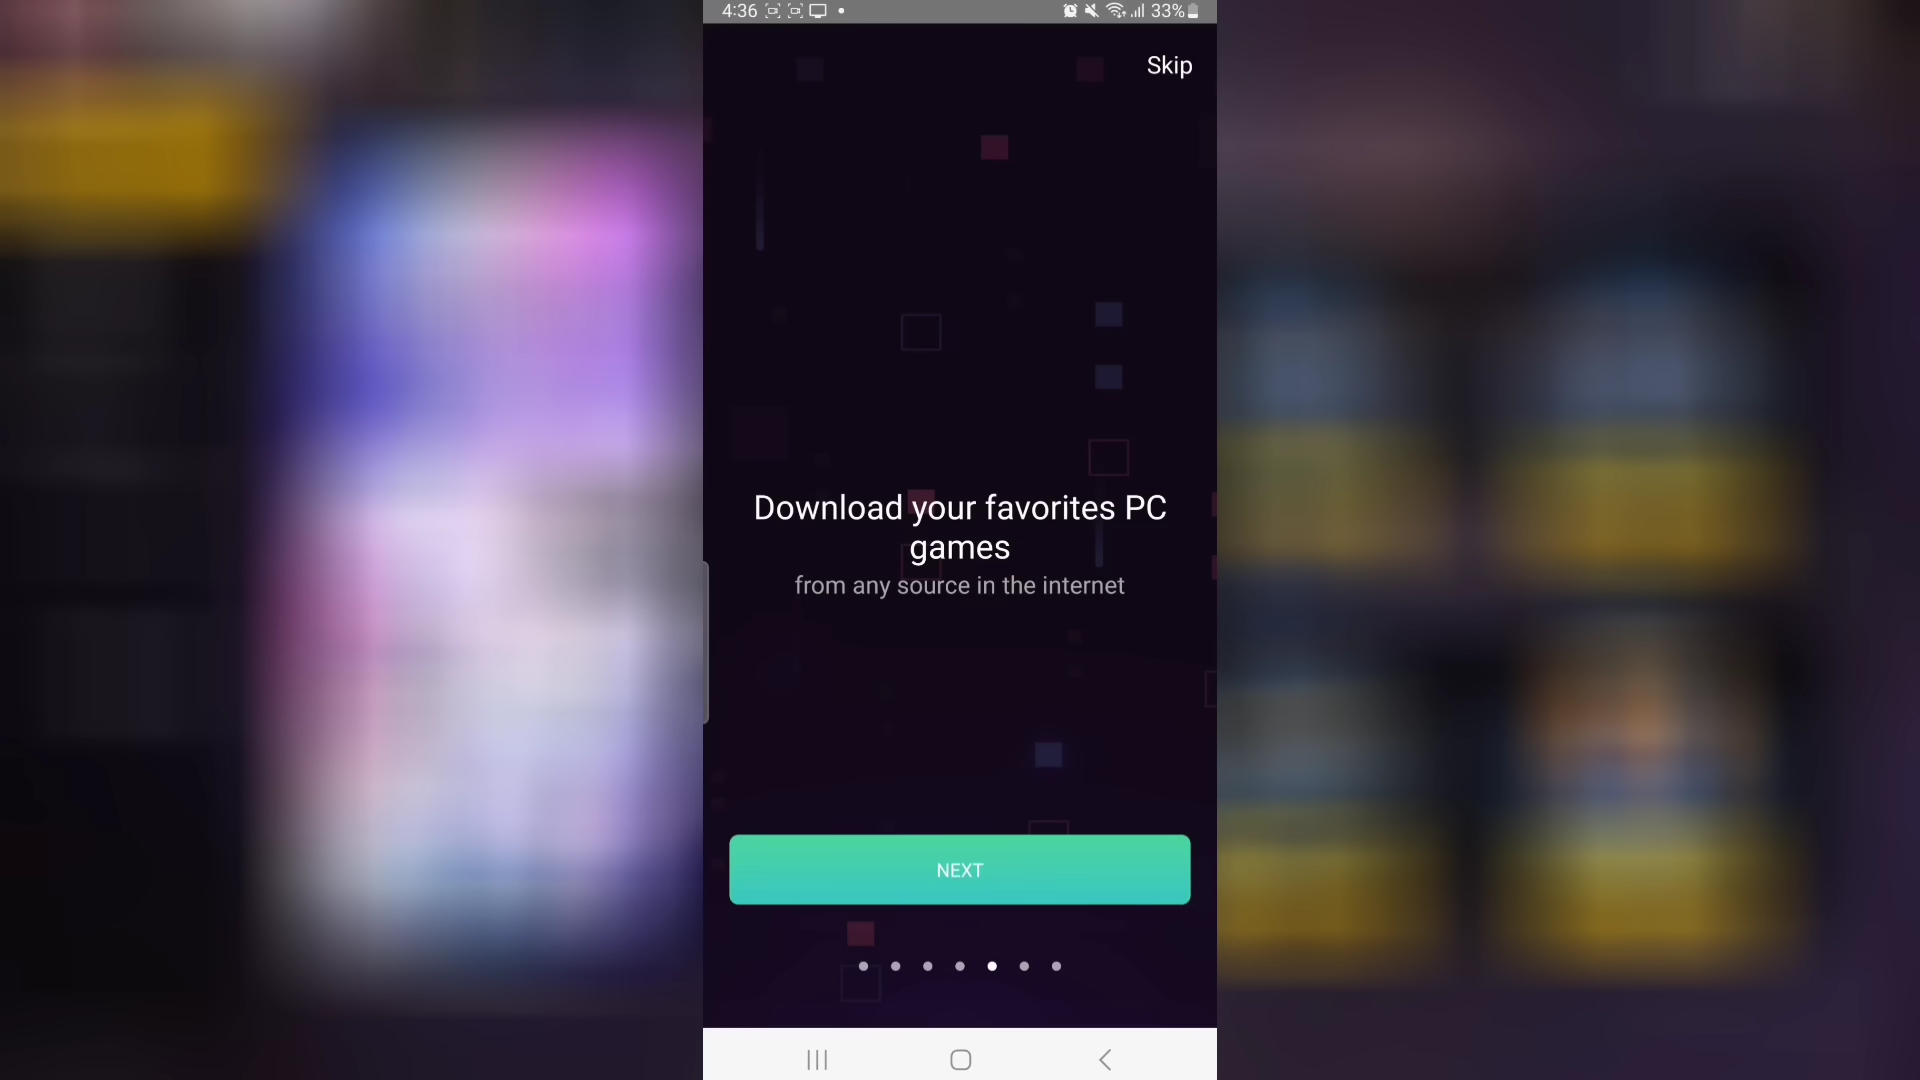 4:36
33%
Skip
Download your favorites PC
games
from any source in the internet
NEXT